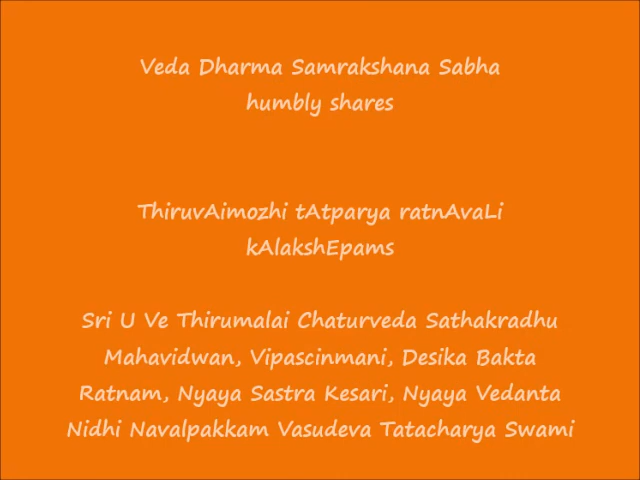 Veda Dharma Samrakshana Sabha
humbly shares
ThiruvAimozhi tAtparya ratnAvaLi
kAlakshEpams
Sri U Ve Thirumalai Chaturveda Sathakradhu
Mahavidwan, Vipascinmani, Desika Bakta
Ratnam, Nyaya Sastra Kesari, Nyaya Vedanta
Nidhi Navalpakkam Vasudeva Tatacharya Swami